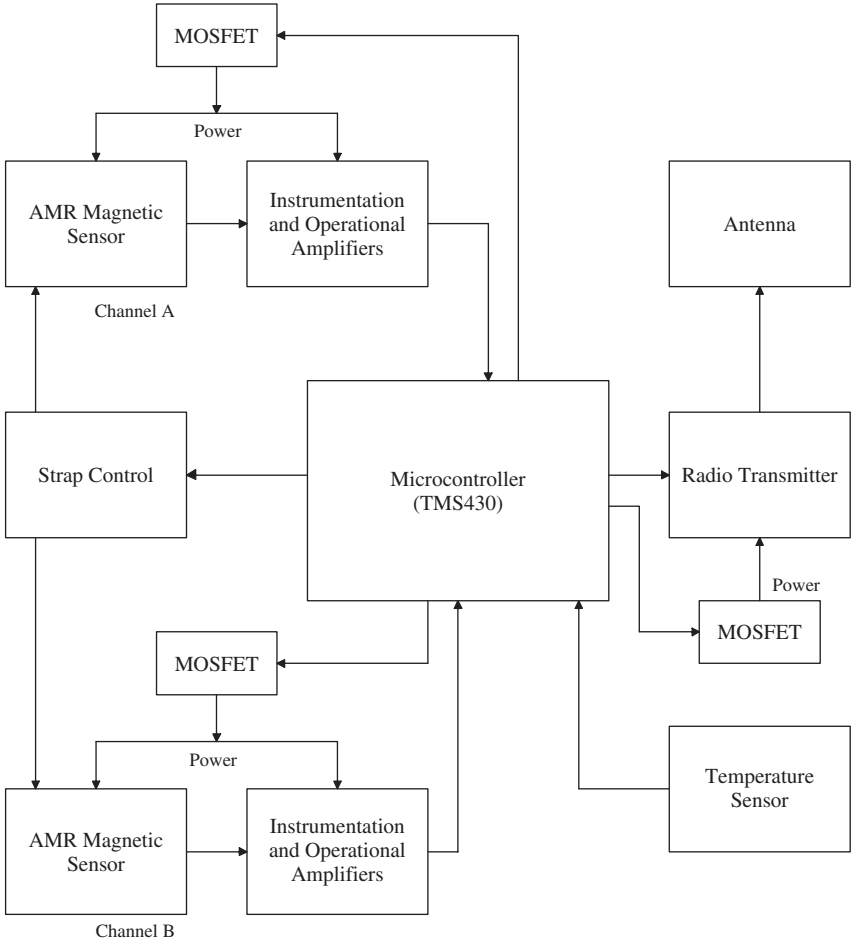 MOSFET
Power
AMR Magnetic
Sensor
Instrumentation
and Operational
Amplifiers
Antenna
Channel A
Strap Control
Microcontroller
(TMS430)
Radio Transmitter
Power
MOSFET
MOSFET
Power
Temperature
Sensor
AMR Magnetic
Sensor
Instrumentation
and Operational
Amplifiers
Channel B